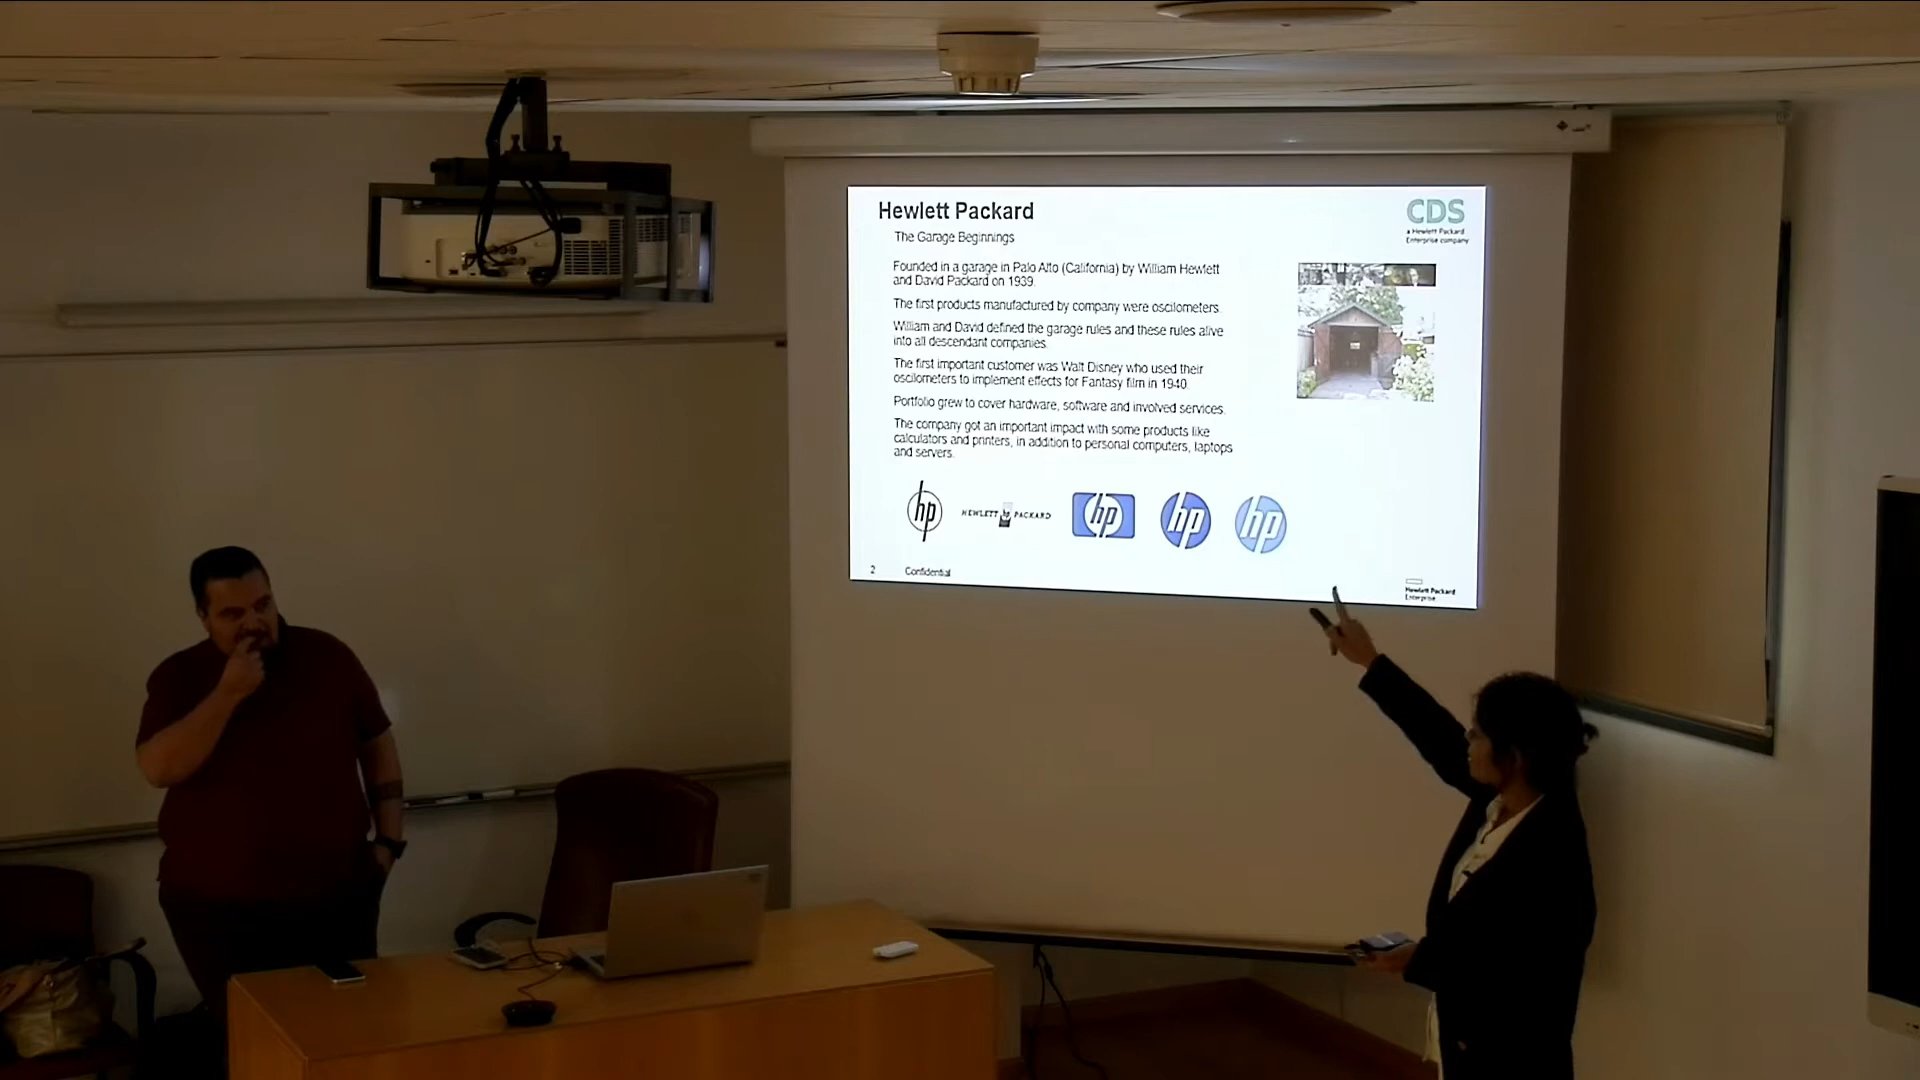 Hewlett Packard
CDS
a Hewlett Packard
Enterprise company
The Garage Beginnings
Founded in a garage in Palo Alto (California) by William Hewlett
and David Packard on 1939.
The first products manufactured by company were oscilometers.
William and David defined the garage rules and these rules alive
into all descendant companies.
The first important customer was Walt Disney who used their
oscilometers to implement effects for Fantasy film in 1940.
Portfolio grew to cover hardware, software and involved services.
The company got an important impact with some products like
calculators and printers, in addition to personal computers, laptops
and servers.
hp
HEWLETT hp PACKARD
hp
hp
hp
2 Confidential
Hewlett Packard
Enterprise